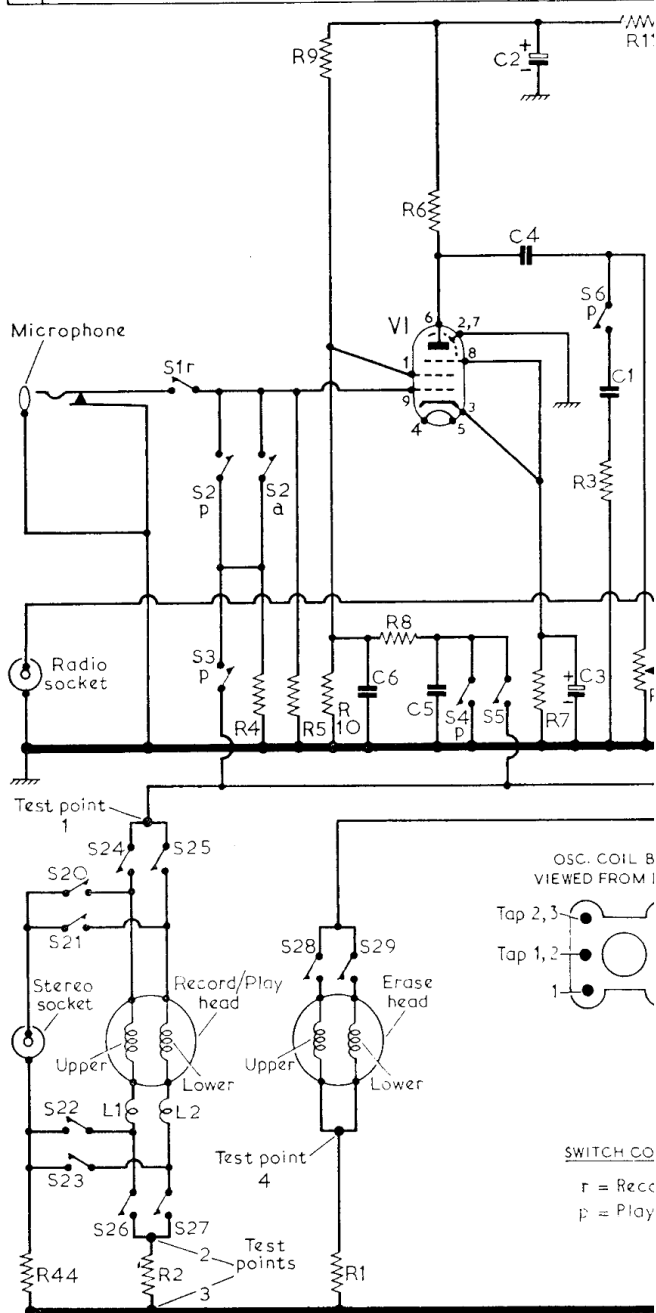 R9
C2
+
-
R11
R6
C4
V1
6
2,7
1
8
9
3
4
5
S6
p
C1
R3
Microphone
S1r
S2
p
S2
a
Radio
socket
S3
p
R4
R5
R
10
C6
R8
C5
S4
p
S5
R7
+
-
C3
Test point
1
S24
S25
S20
S21
Stereo
socket
Record/Play
head
Upper
Lower
L1
L2
S22
S23
S26
S27
2
Test
points
3
R44
R2
S28
S29
Erase
head
Upper
Lower
Test point
4
R1
OSC. COIL B
VIEWED FROM
Tap 2,3
Tap 1,2
1
SWITCH CO
r = Reco
p = Play